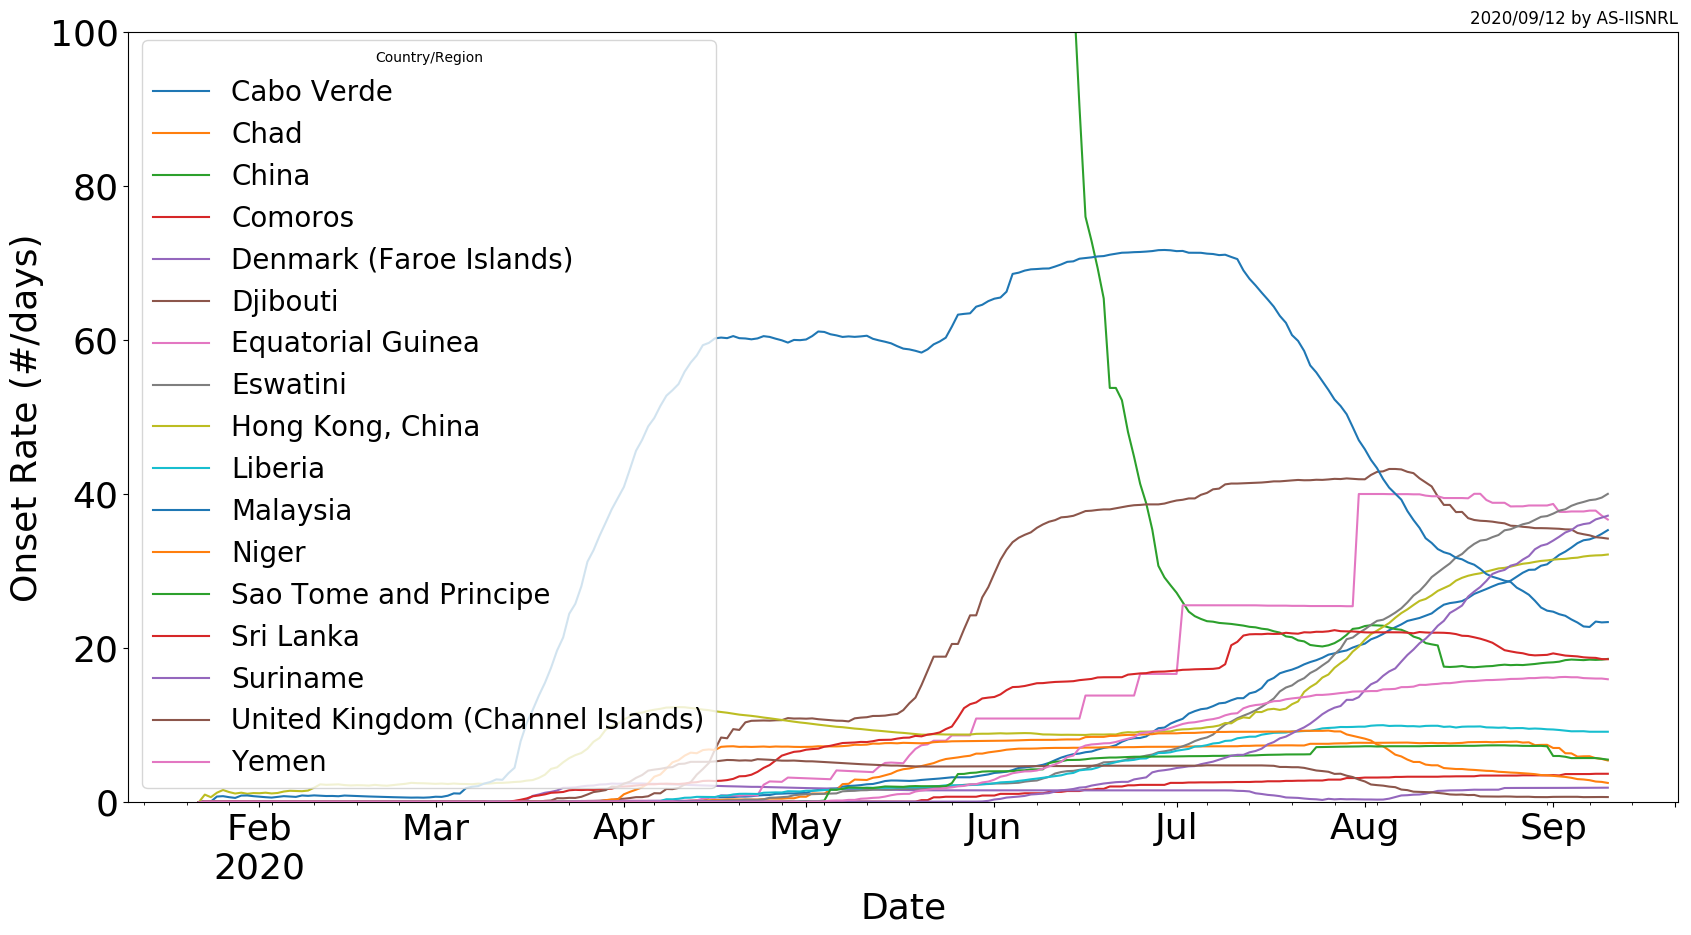 2020/09/12 by AS-IISNRL
100
80
60
40
20
0
Onset Rate (#/days)
Country/Region
Cabo Verde
Chad
China
Comoros
Denmark (Faroe Islands)
Djibouti
Equatorial Guinea
Eswatini
Hong Kong, China
Liberia
Malaysia
Niger
Sao Tome and Principe
Sri Lanka
Suriname
United Kingdom (Channel Islands)
Yemen
Feb Mar Apr May Jun Jul Aug Sep
2020
Date